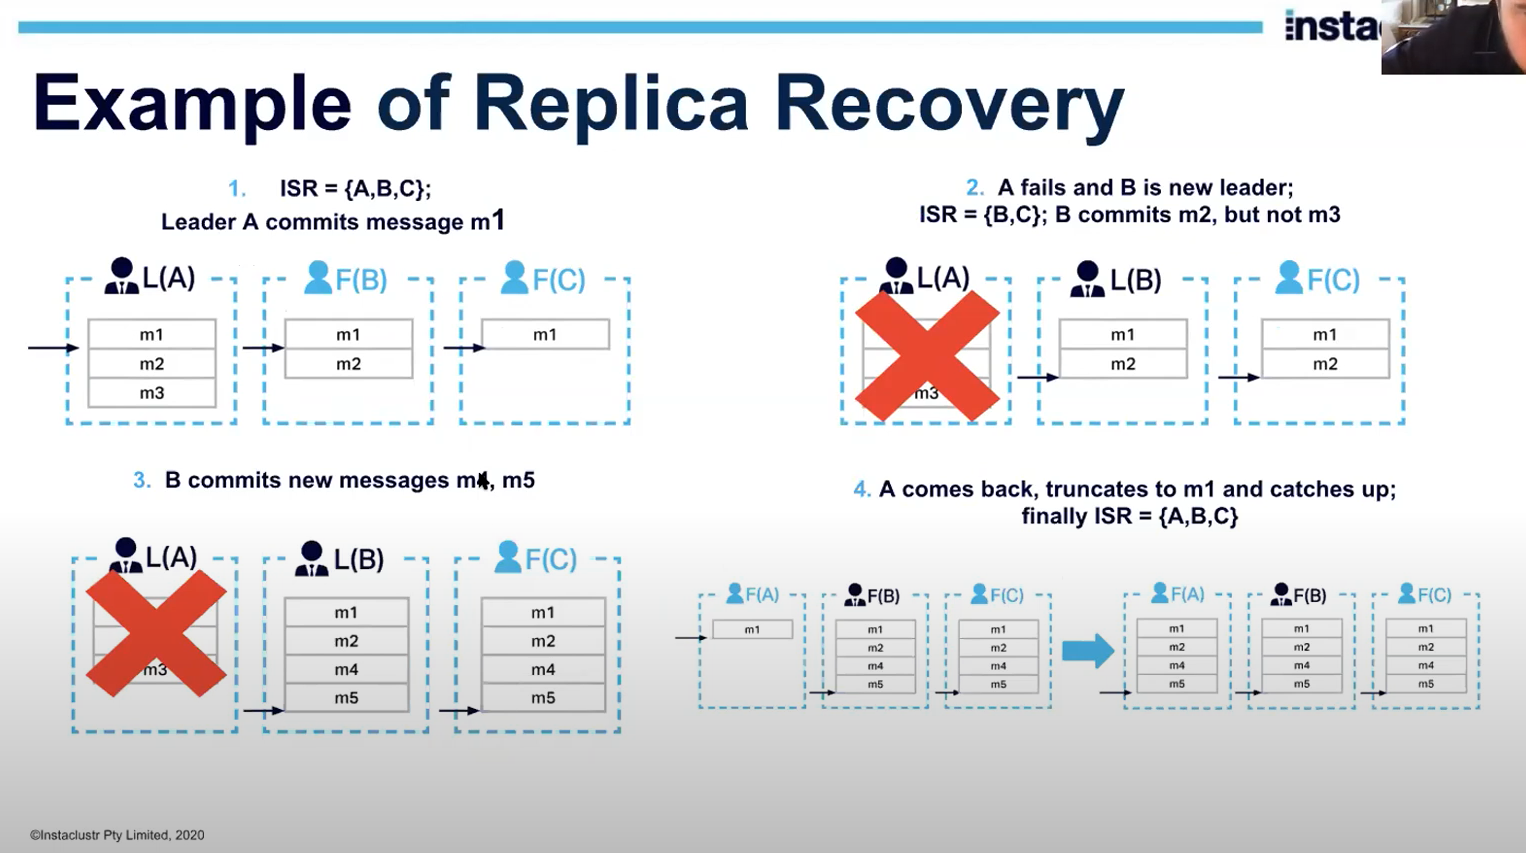 insta
Example of Replica Recovery
1. ISR = {A,B,C};
Leader A commits message m1
L(A) F(B) F(C)
m1 m1 m1
m2 m2
m3
2. A fails and B is new leader;
ISR = {B,C}; B commits m2, but not m3
L(A) L(B) F(C)
m1 m1
m2 m2
m3
3. B commits new messages m4, m5
L(A) L(B) F(C)
m1 m1
m2 m2
m3 m4 m4
m5 m5
4. A comes back, truncates to m1 and catches up;
finally ISR = {A,B,C}
F(A) F(B) F(C)
m1 m1 m1
m2 m2
m4 m4
m5 m5
F(A) F(B) F(C)
m1 m1 m1
m2 m2 m2
m4 m4 m4
m5 m5 m5
©Instaclustr Pty Limited, 2020